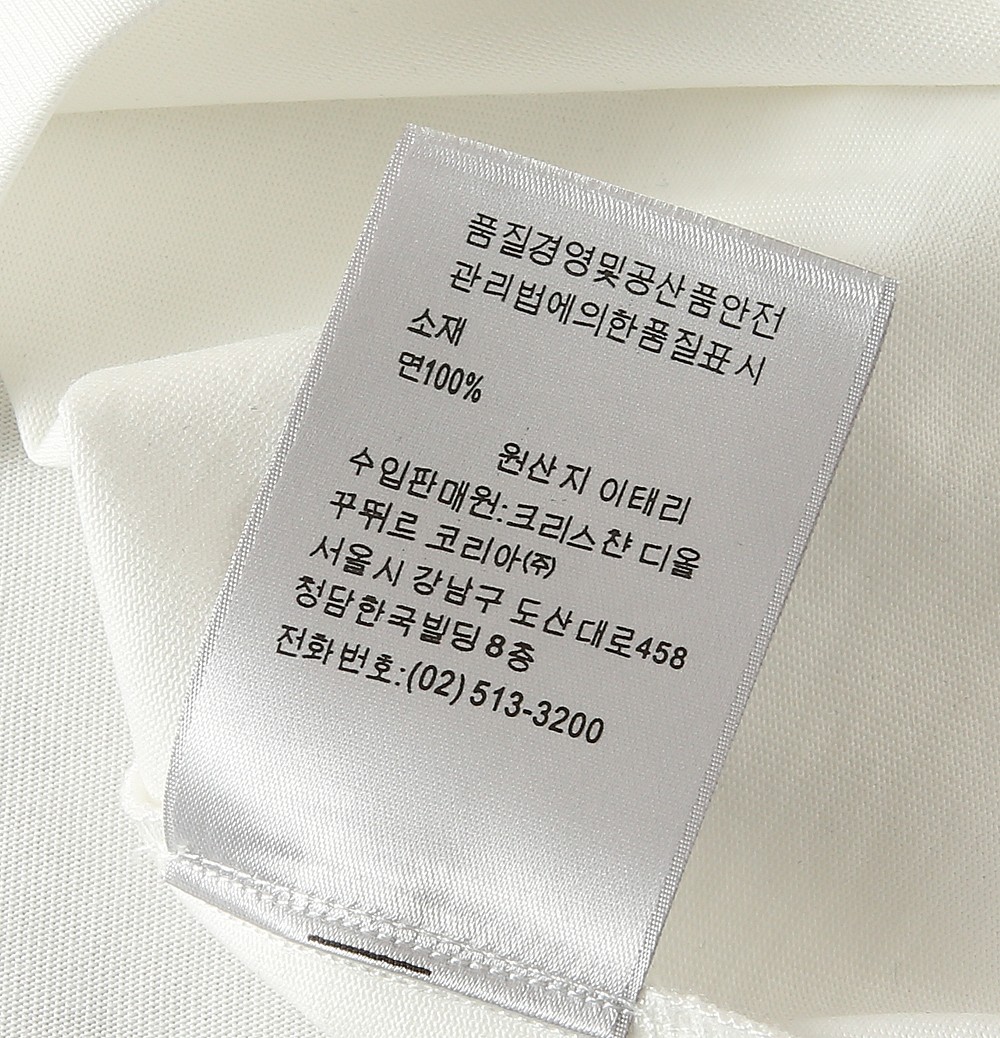 품질경영및공산품안전
관리법에의한품질표시
소재
면100%
원산지 이태리
수입판매원:크리스챤 디올
꾸뛰르 코리아(주)
서울시 강남구 도산대로458
청담한국빌딩 8층
전화번호:(02) 513-3200